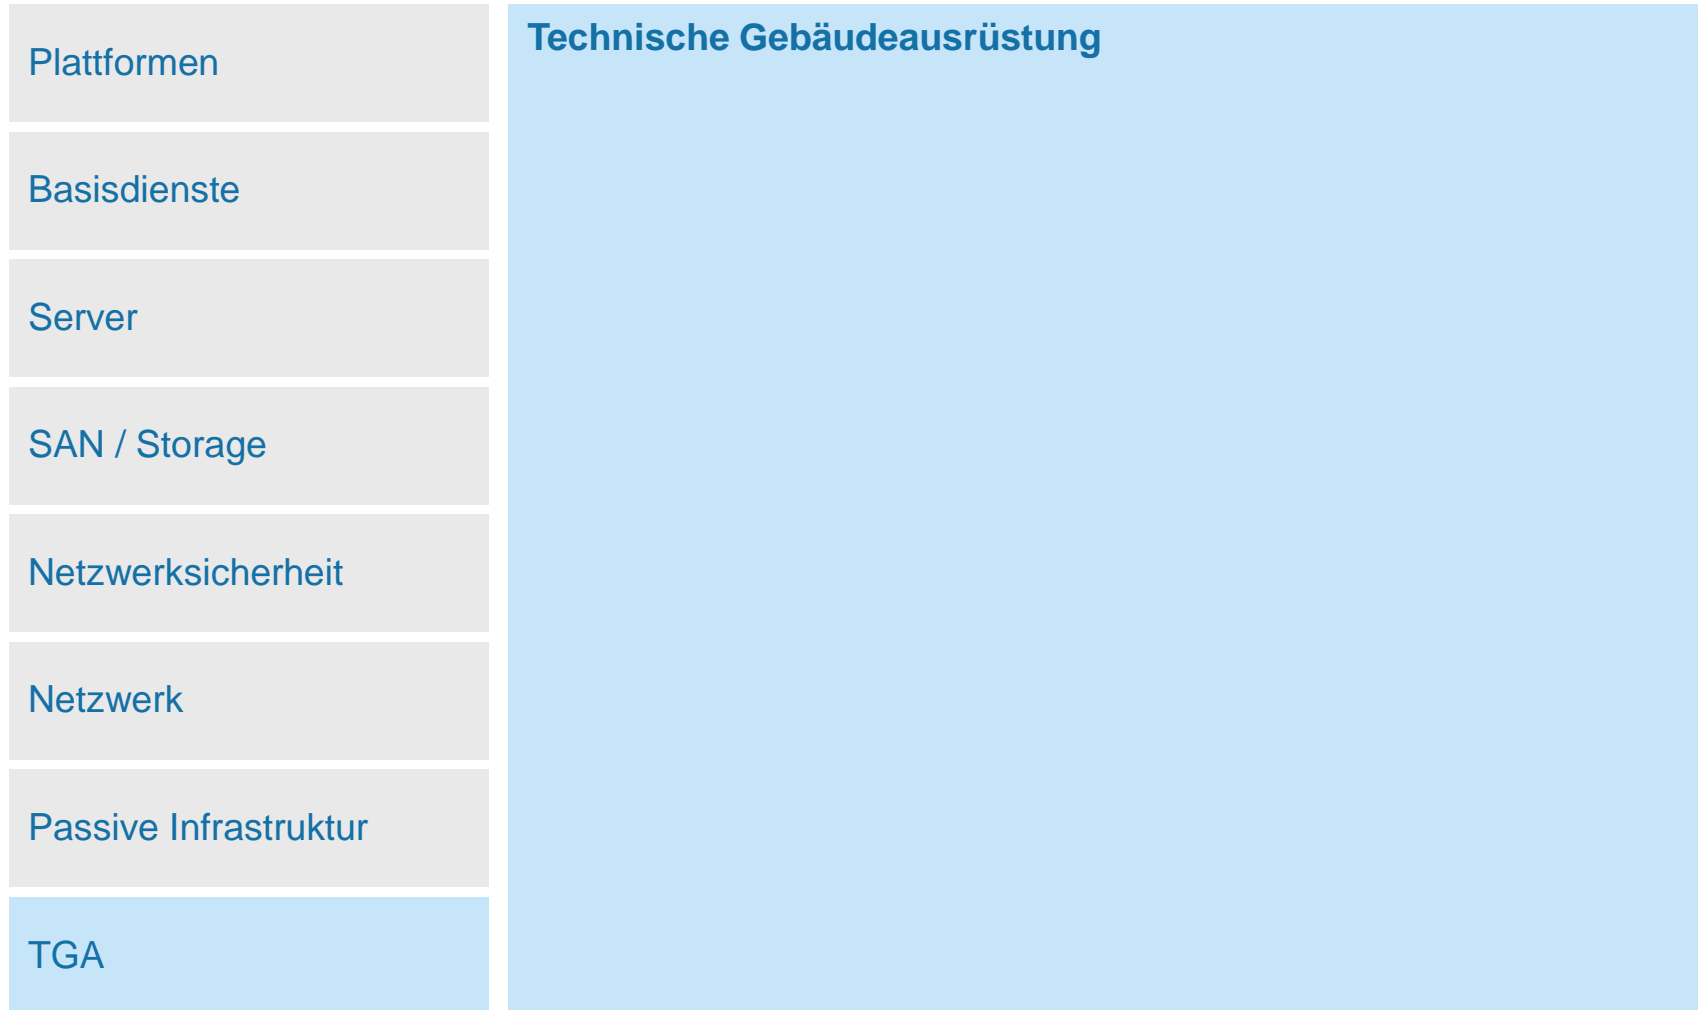 Plattformen
Basisdienste
Server
SAN / Storage
Netzwerksicherheit
Netzwerk
Passive Infrastruktur
TGA
Technische Gebäudeausrüstung